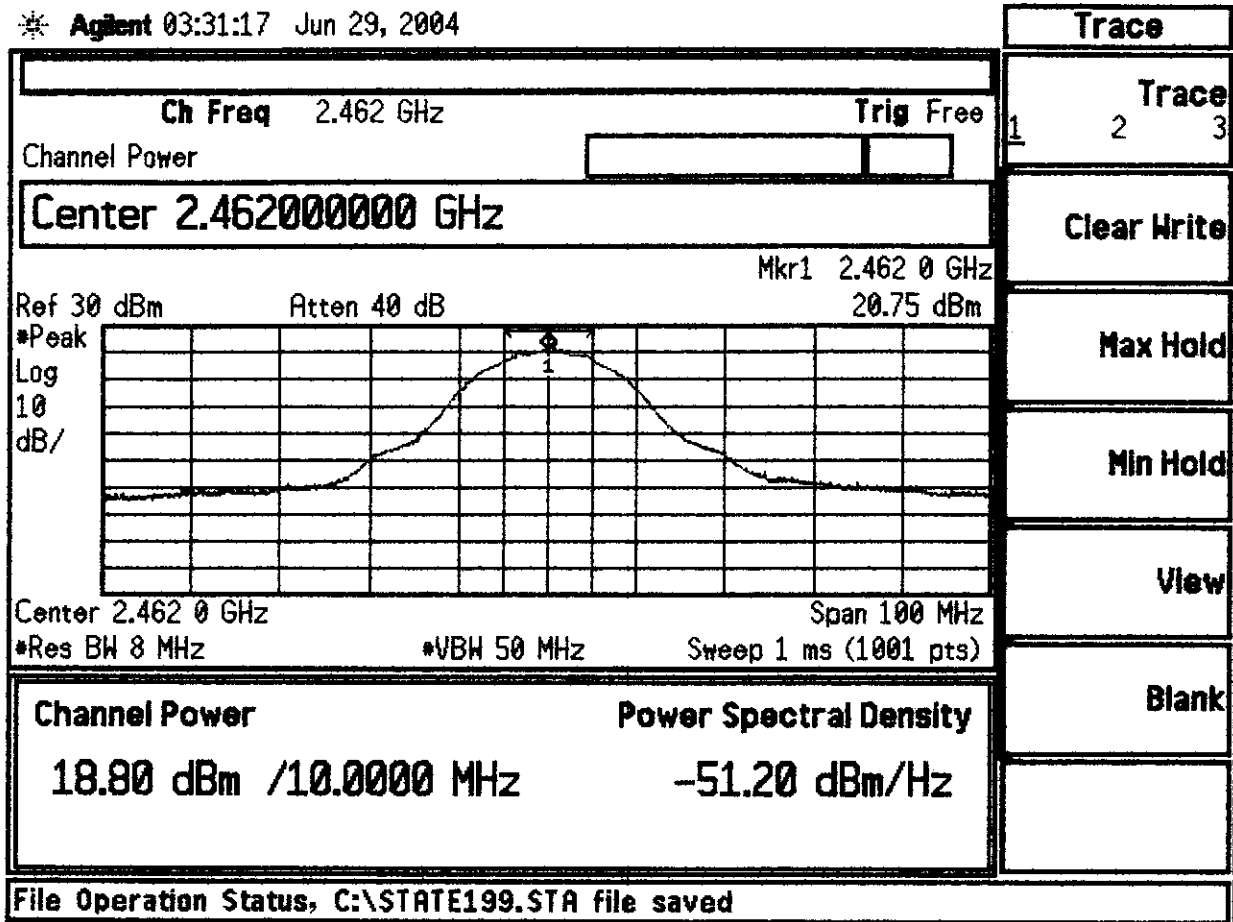 Agilent 03:31:17 Jun 29, 2004
Trace
Ch Freq 2.462 GHz Trig Free
Trace
1 2 3
Channel Power
Center 2.462000000 GHz
Clear Write
Mkr1 2.462 0 GHz
Ref 30 dBm Atten 40 dB 20.75 dBm
#Peak
Log
10
dB/
1
Max Hold
Min Hold
View
Center 2.462 0 GHz Span 100 MHz
#Res BW 8 MHz #VBW 50 MHz Sweep 1 ms (1001 pts)
Channel Power Power Spectral Density
18.80 dBm /10.0000 MHz -51.20 dBm/Hz
Blank
File Operation Status, C:\STATE199.STA file saved